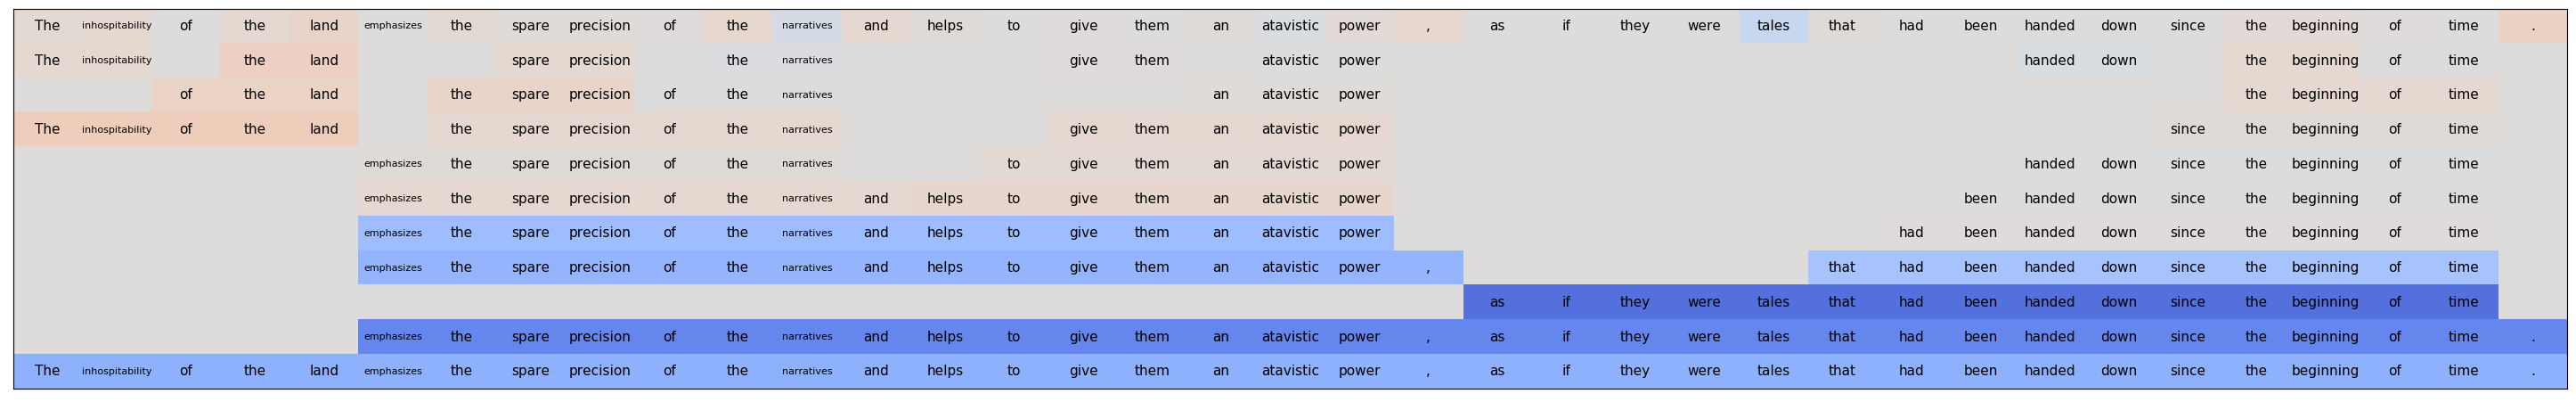 The inhospitability of the land emphasizes the spare precision of the narratives and helps to give them an atavistic power , as if they were tales that had been handed down since the beginning of time .
The inhospitability the land spare precision the narratives give them atavistic power handed down the beginning of time
of the land the spare precision of the narratives an atavistic power the beginning of time
The inhospitability of the land the spare precision of the narratives give them an atavistic power since the beginning of time
emphasizes the spare precision of the narratives to give them an atavistic power handed down since the beginning of time
emphasizes the spare precision of the narratives and helps to give them an atavistic power been handed down since the beginning of time
emphasizes the spare precision of the narratives and helps to give them an atavistic power had been handed down since the beginning of time
emphasizes the spare precision of the narratives and helps to give them an atavistic power , that had been handed down since the beginning of time
as if they were tales that had been handed down since the beginning of time
emphasizes the spare precision of the narratives and helps to give them an atavistic power , as if they were tales that had been handed down since the beginning of time .
The inhospitability of the land emphasizes the spare precision of the narratives and helps to give them an atavistic power , as if they were tales that had been handed down since the beginning of time .